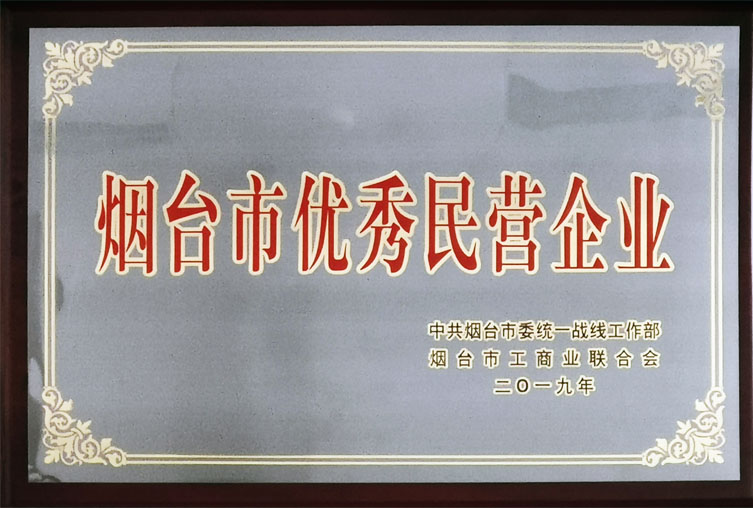 烟台市优秀民营企业
中共烟台市委统一战线工作部
烟台市工商业联合会
二〇一九年